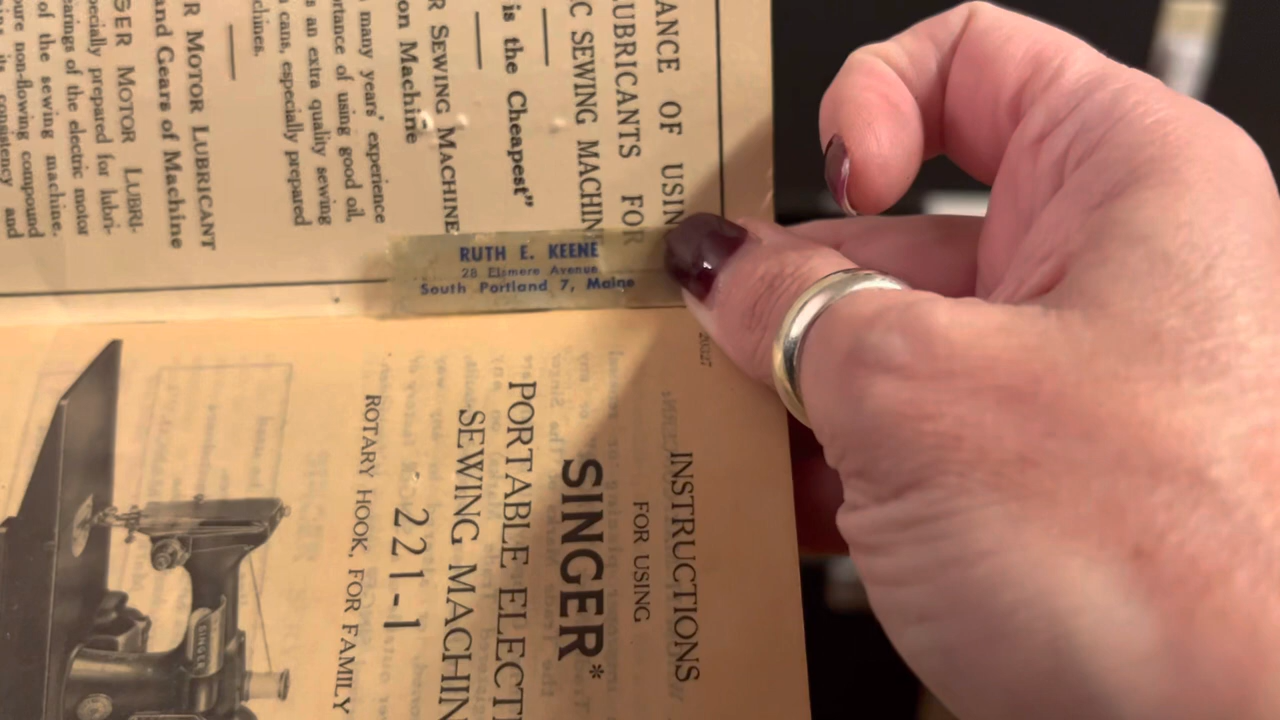 ANCE OF USIN
LUBRICANTS FOR
C SEWING MACHIN
is the Cheapest"
R SEWING MACHINE
on Machine
many years' experience
rtance of using good oil,
s an extra quality sewing
cans, especially prepared
chines.
R MOTOR LUBRICANT
and Gears of Machine
GER MOTOR LUBRI-
pecially prepared for lubri-
earings of the electric motor
of the sewing machine.
pure non-flowing compound
its consistency and
RUTH E. KEENE
28 Elsmere Avenue
South Portland 7, Maine
20327
INSTRUCTIONS
FOR USING
SINGER*
PORTABLE ELECT
SEWING MACHIN
221-1
ROTARY HOOK, FOR FAMILY
SINGER